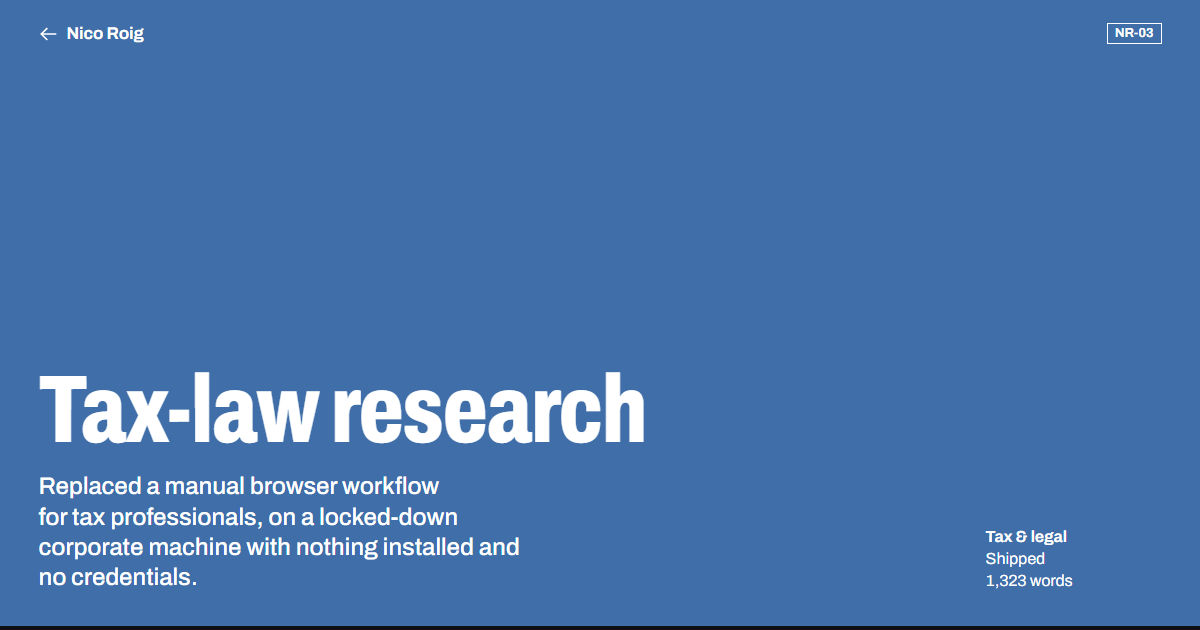 ← Nico Roig
NR-03
Tax-law research
Replaced a manual browser workflow
for tax professionals, on a locked-down
corporate machine with nothing installed and
no credentials.
Tax & legal
Shipped
1,323 words